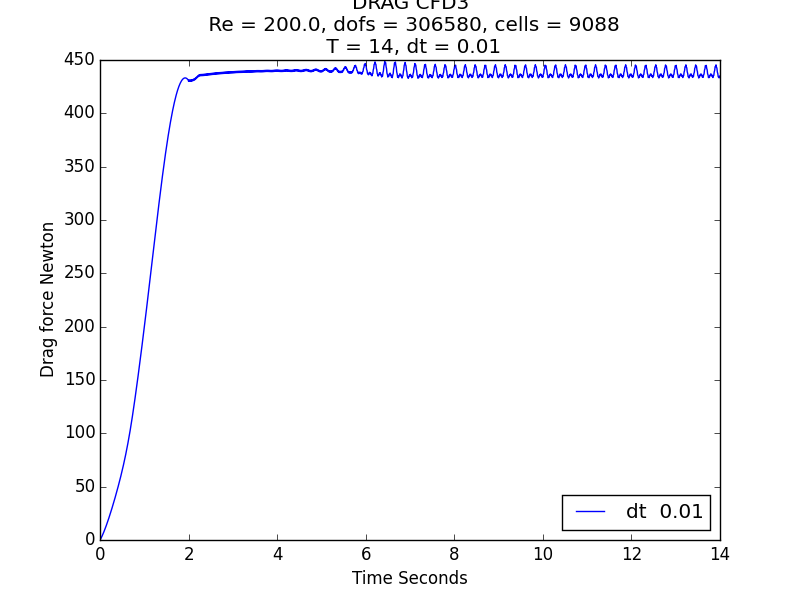 DRAG CFD3
Re = 200.0, dofs = 306580, cells = 9088
T = 14, dt = 0.01
450
400
350
300
250
200
150
100
50
0
Drag force Newton
dt 0.01
0 2 4 6 8 10 12 14
Time Seconds